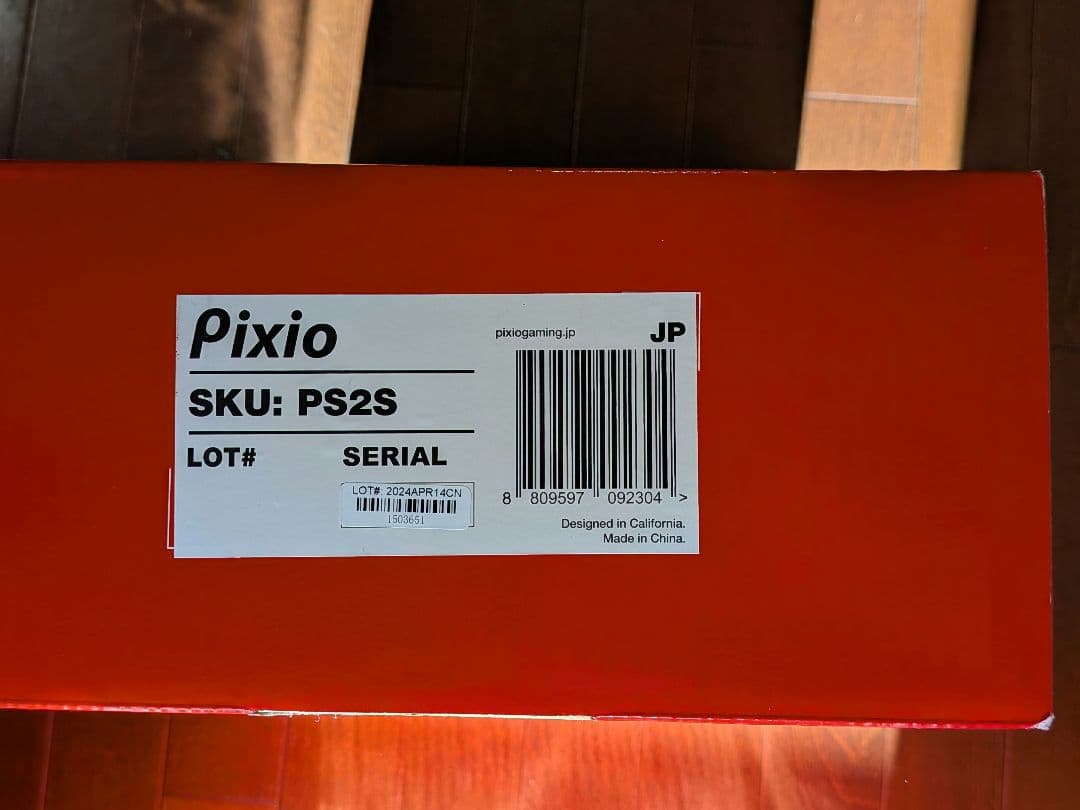 Pixio
SKU: PS2S
LOT# SERIAL
LOT#: 2024APR14CN
1503651
pixiogaming.jp JP
8 809597 092304 >
Designed in California.
Made in China.